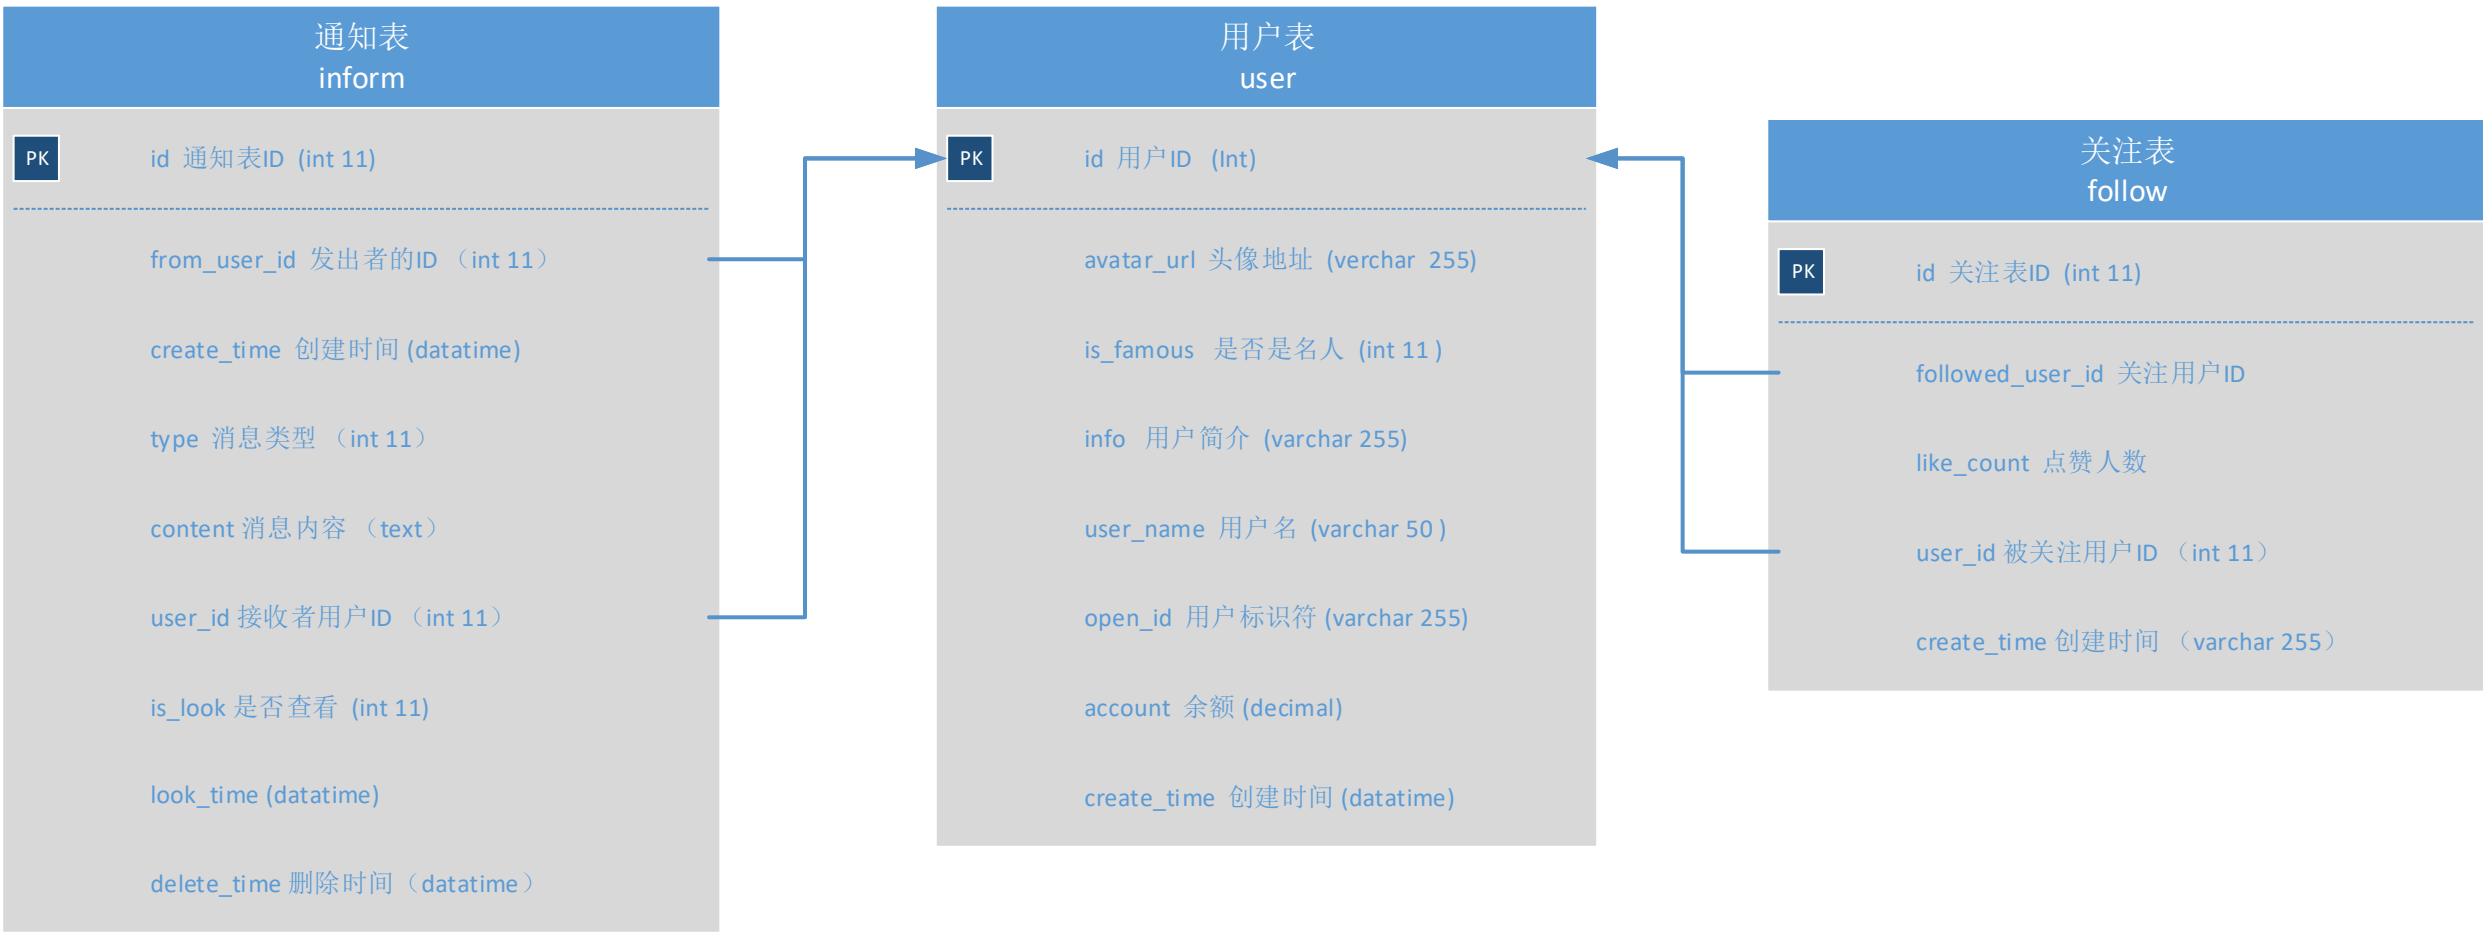 通知表
inform
PK
id 通知表ID (int 11)
from_user_id 发出者的ID （int 11）
create_time 创建时间 (datatime)
type 消息类型 （int 11）
content 消息内容 （text）
user_id 接收者用户ID （int 11）
is_look 是否查看 (int 11)
look_time (datatime)
delete_time 删除时间（datatime）
用户表
user
PK
id 用户ID (Int)
avatar_url 头像地址 (verchar 255)
is_famous 是否是名人 (int 11 )
info 用户简介 (varchar 255)
user_name 用户名 (varchar 50 )
open_id 用户标识符 (varchar 255)
account 余额 (decimal)
create_time 创建时间 (datatime)
关注表
follow
PK
id 关注表ID (int 11)
followed_user_id 关注用户ID
like_count 点赞人数
user_id 被关注用户ID （int 11）
create_time 创建时间 （varchar 255）